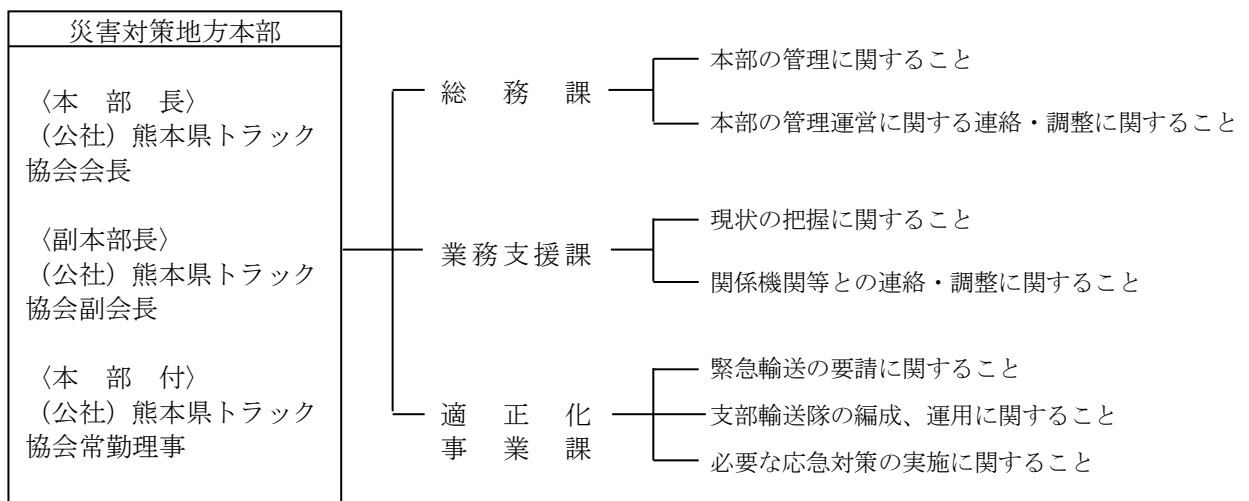 災害対策地方本部
〈本　部　長〉
（公社）熊本県トラック
協会会長
〈副本部長〉
（公社）熊本県トラック
協会副会長
〈本　部　付〉
（公社）熊本県トラック
協会常勤理事
総　務　課
本部の管理に関すること
本部の管理運営に関する連絡・調整に関すること
業務支援課
現状の把握に関すること
関係機関等との連絡・調整に関すること
適　正　化
事　業　課
緊急輸送の要請に関すること
支部輸送隊の編成、運用に関すること
必要な応急対策の実施に関すること